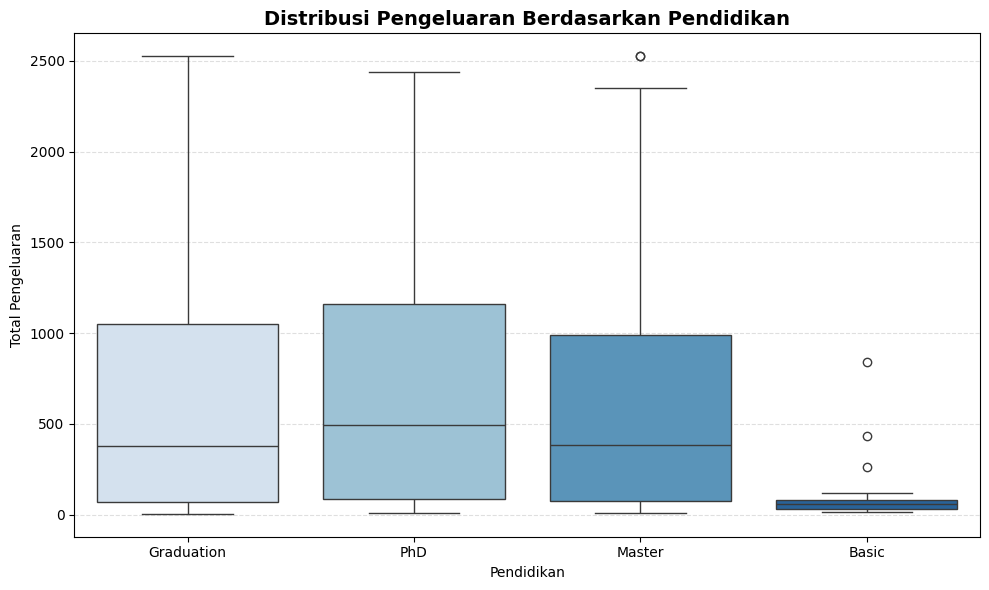 Distribusi Pengeluaran Berdasarkan Pendidikan
Total Pengeluaran
2500
2000
1500
1000
500
0
Graduation PhD Master Basic
Pendidikan